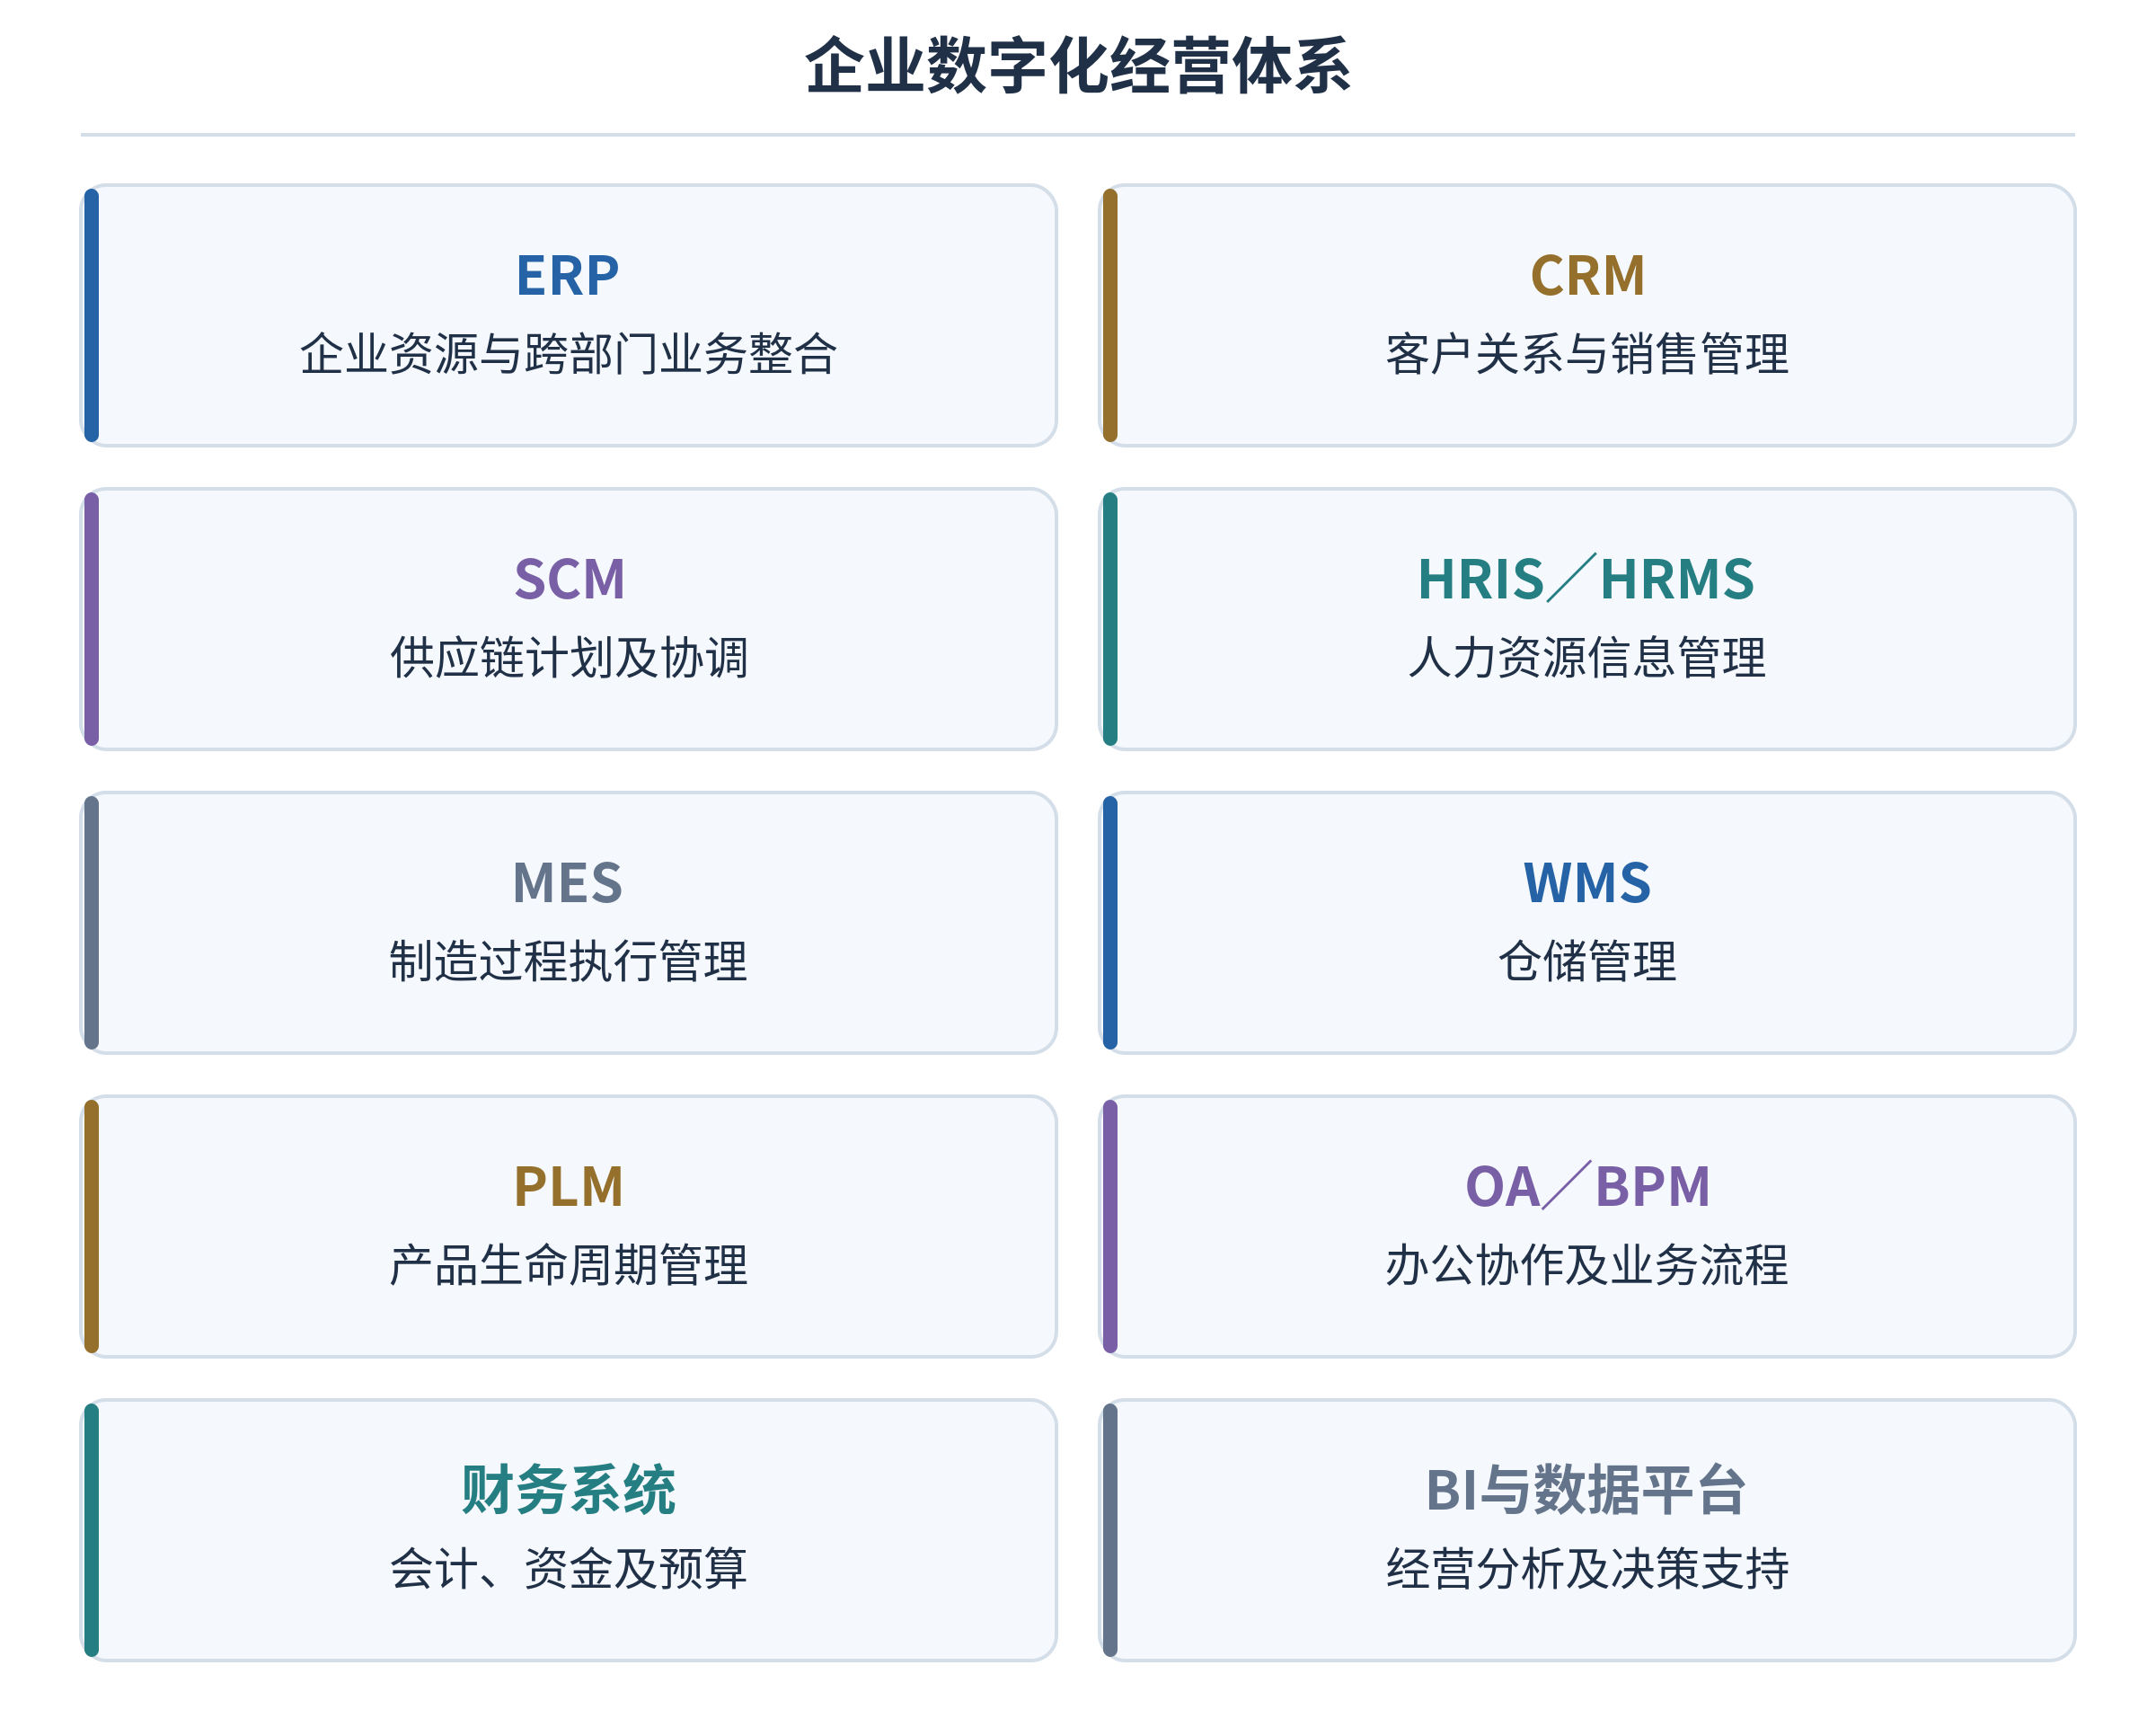 企业数字化经营体系
ERP
企业资源与跨部门业务整合
CRM
客户关系与销售管理
SCM
供应链计划及协调
HRIS／HRMS
人力资源信息管理
MES
制造过程执行管理
WMS
仓储管理
PLM
产品生命周期管理
OA／BPM
办公协作及业务流程
财务系统
会计、资金及预算
BI与数据平台
经营分析及决策支持